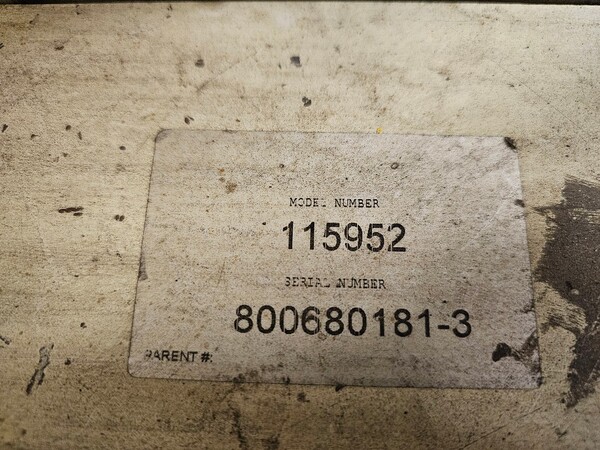 MODEL NUMBER
115952
SERIAL NUMBER
800680181-3
PARENT #: